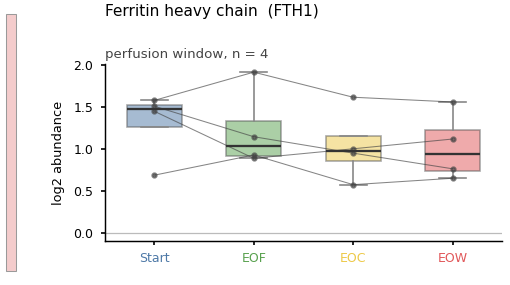 Ferritin heavy chain (FTH1)
perfusion window, n = 4
log2 abundance
2.0
1.5
1.0
0.5
0.0
Start EOF EOC EOW